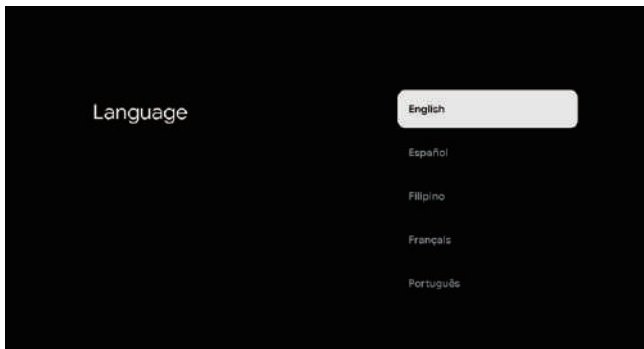 Language
English
Español
Filipino
Français
Português